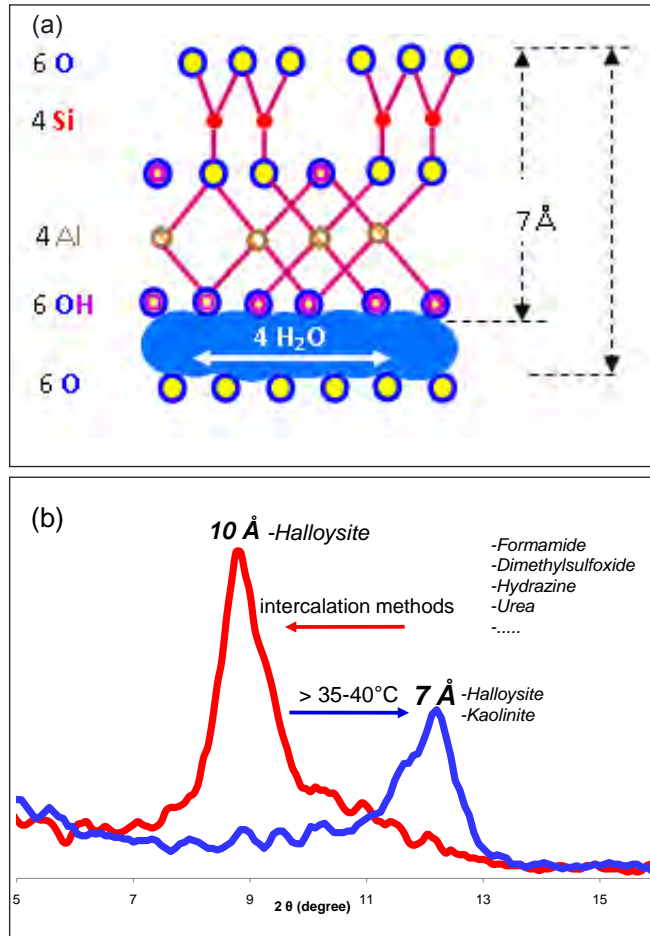 (a)
6 O
4 Si
4 Al
7 Å
6 OH
4 H₂O
6 O
(b)
10 Å -Halloysite
-Formamide
-Dimethylsulfoxide
-Hydrazine
-Urea
-.....
intercalation methods
> 35-40°C
7 Å -Halloysite
-Kaolinite
5 7 9 11 13 15
2 θ (degree)